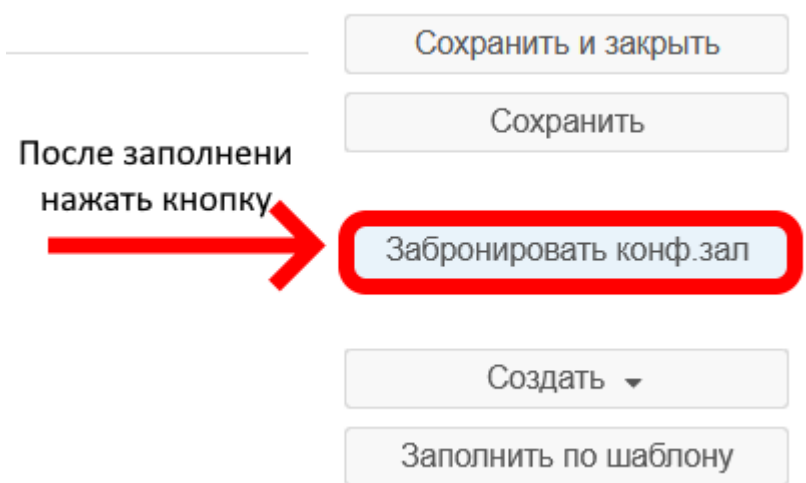 Сохранить и закрыть
Сохранить
После заполнени
нажать кнопку
Забронировать конф.зал
Создать
Заполнить по шаблону